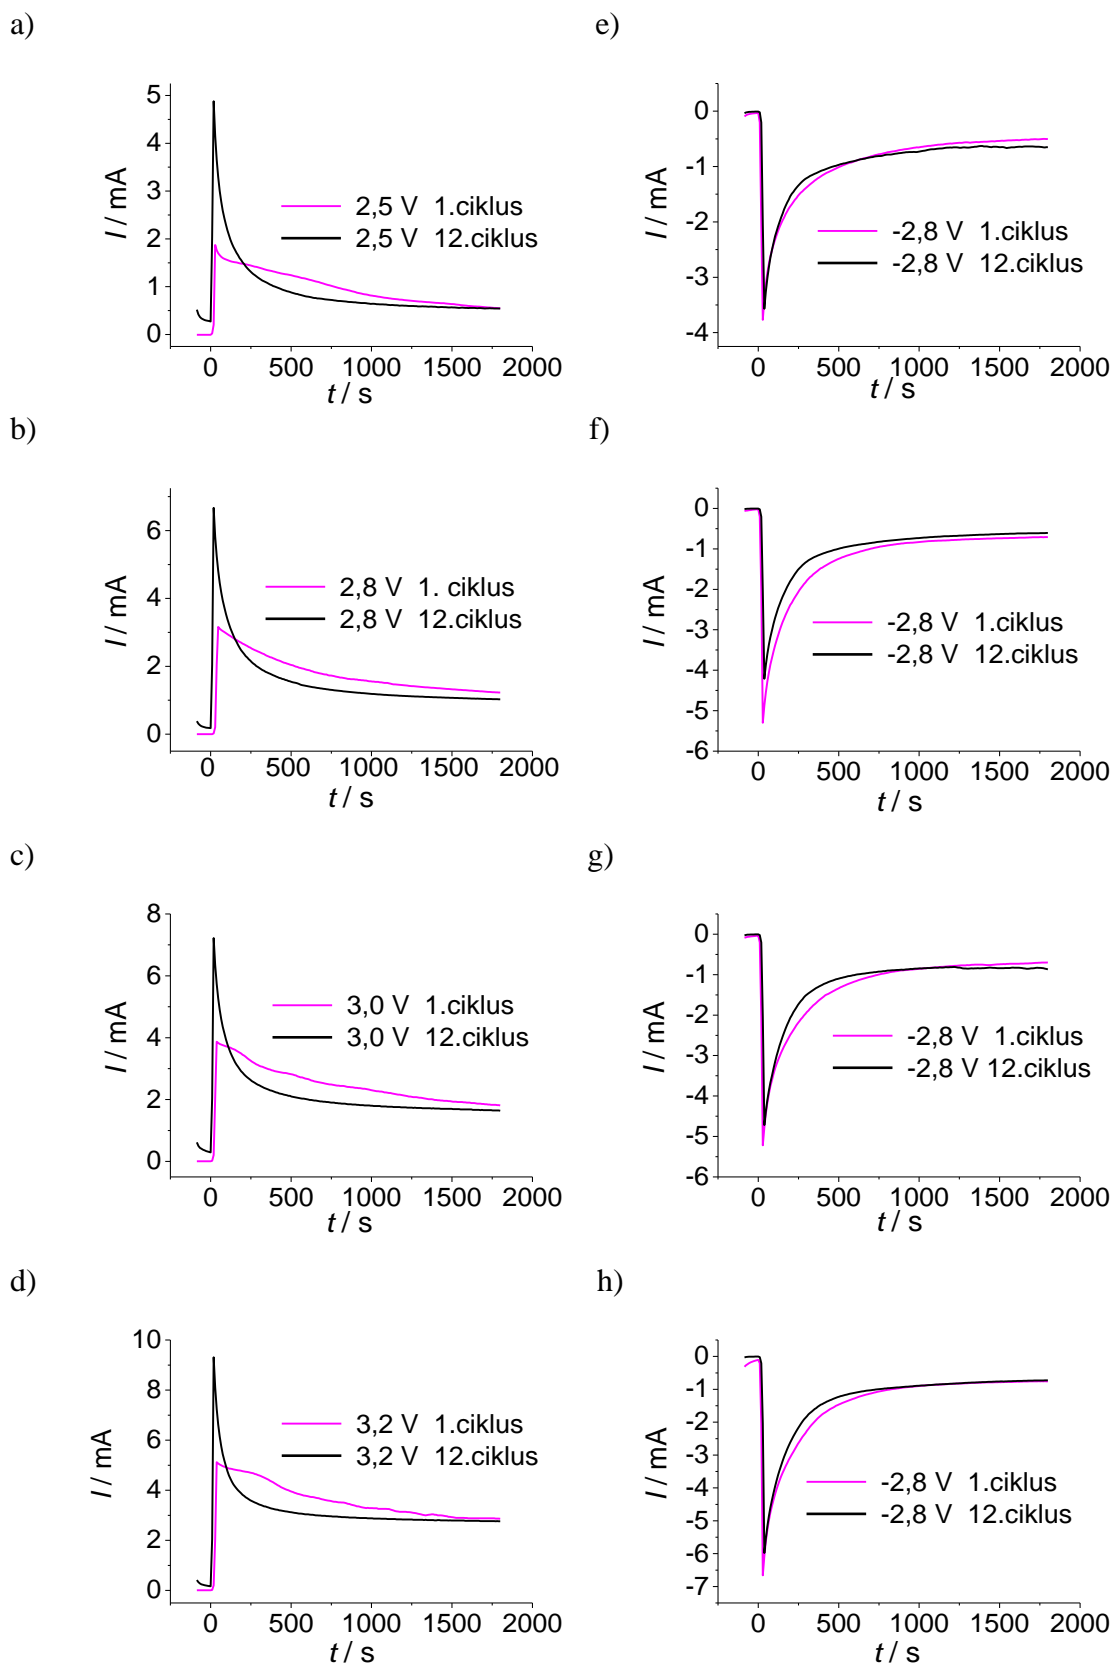 a)
I / mA
5
4
3
2
1
0
2,5 V 1.ciklus
2,5 V 12.ciklus
0 500 1000 1500 2000
t / s
e)
I / mA
0
-1
-2
-3
-4
-2,8 V 1.ciklus
-2,8 V 12.ciklus
0 500 1000 1500 2000
t / s
b)
I / mA
6
4
2
0
2,8 V 1. ciklus
2,8 V 12.ciklus
0 500 1000 1500 2000
t / s
f)
I / mA
0
-1
-2
-3
-4
-5
-6
-2,8 V 1.ciklus
-2,8 V 12.ciklus
0 500 1000 1500 2000
t / s
c)
I / mA
8
6
4
2
0
3,0 V 1.ciklus
3,0 V 12.ciklus
0 500 1000 1500 2000
t / s
g)
I / mA
0
-1
-2
-3
-4
-5
-6
-2,8 V 1.ciklus
-2,8 V 12.ciklus
0 500 1000 1500 2000
t / s
d)
I / mA
10
8
6
4
2
0
3,2 V 1.ciklus
3,2 V 12.ciklus
0 500 1000 1500 2000
t / s
h)
I / mA
0
-1
-2
-3
-4
-5
-6
-7
-2,8 V 1.ciklus
-2,8 V 12.ciklus
0 500 1000 1500 2000
t / s